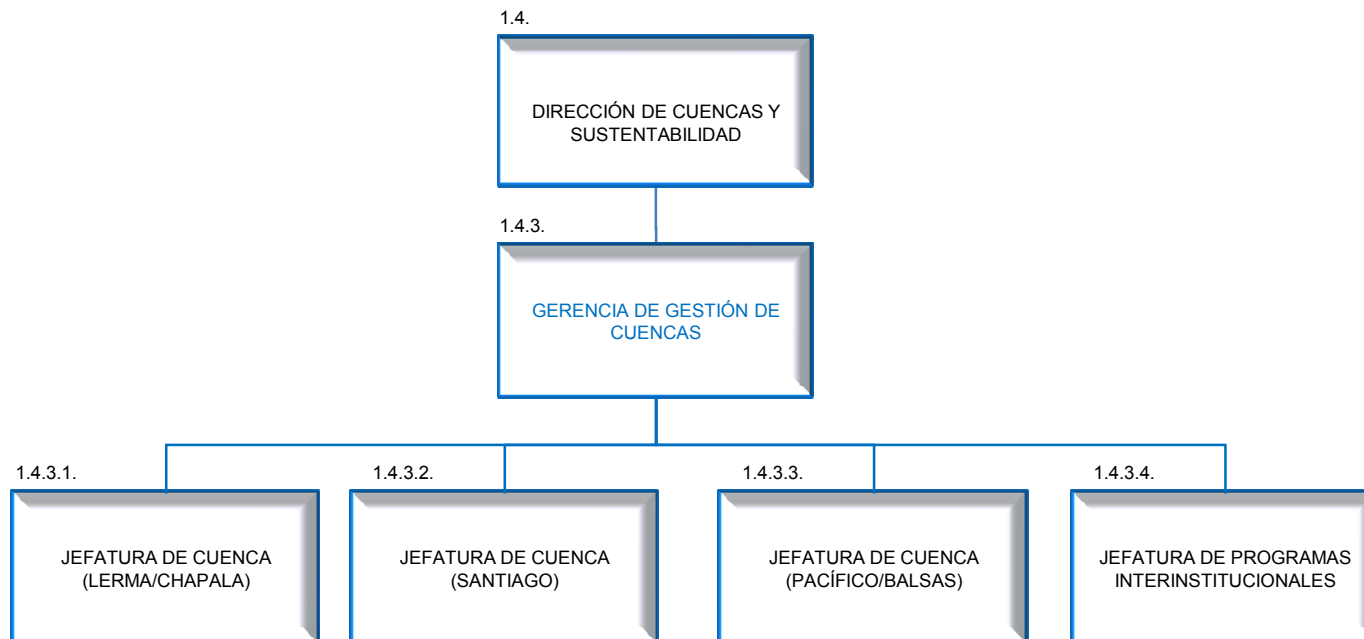 1.4.
DIRECCIÓN DE CUENCAS Y
SUSTENTABILIDAD
1.4.3.
GERENCIA DE GESTIÓN DE
CUENCAS
1.4.3.1.
JEFATURA DE CUENCA
(LERMA/CHAPALA)
1.4.3.2.
JEFATURA DE CUENCA
(SANTIAGO)
1.4.3.3.
JEFATURA DE CUENCA
(PACÍFICO/BALSAS)
1.4.3.4.
JEFATURA DE PROGRAMAS
INTERINSTITUCIONALES